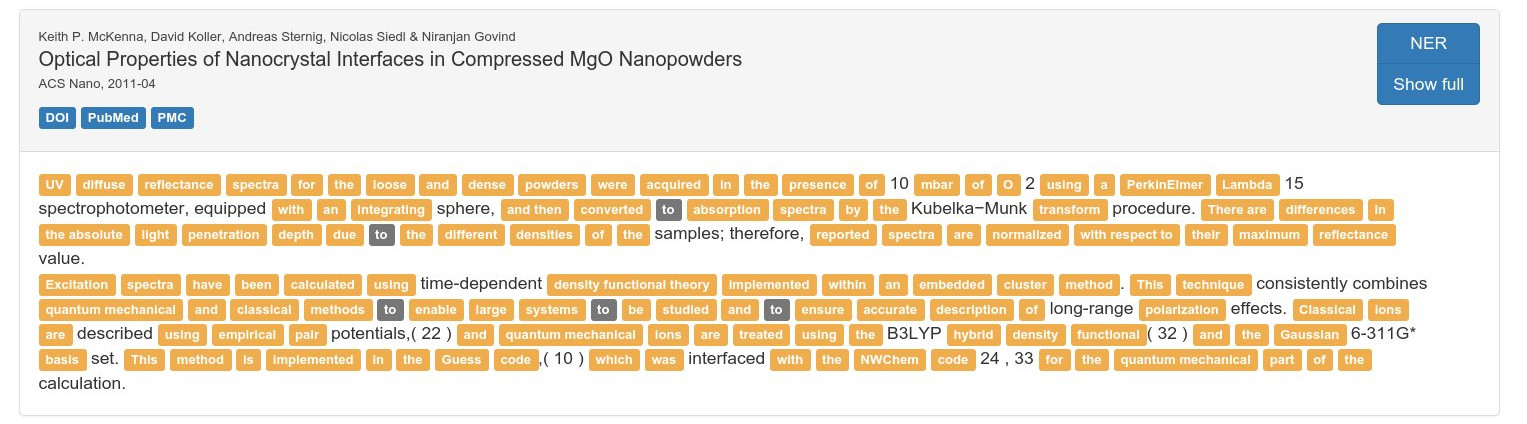 Keith P. McKenna, David Koller, Andreas Sternig, Nicolas Siedl & Niranjan Govind
Optical Properties of Nanocrystal Interfaces in Compressed MgO Nanopowders
ACS Nano, 2011-04
DOI PubMed PMC
NER
Show full
UV diffuse reflectance spectra for the loose and dense powders were acquired in the presence of 10 mbar of O 2 using a PerkinElmer Lambda 15
spectrophotometer, equipped with an integrating sphere, and then converted to absorption spectra by the Kubelka−Munk transform procedure. There are differences in
the absolute light penetration depth due to the different densities of the samples; therefore, reported spectra are normalized with respect to their maximum reflectance
value.
Excitation spectra have been calculated using time-dependent density functional theory implemented within an embedded cluster method . This technique consistently combines
quantum mechanical and classical methods to enable large systems to be studied and to ensure accurate description of long-range polarization effects. Classical ions
are described using empirical pair potentials,( 22 ) and quantum mechanical ions are treated using the B3LYP hybrid density functional ( 32 ) and the Gaussian 6-311G*
basis set. This method is implemented in the Guess code ,( 10 ) which was interfaced with the NWChem code 24 , 33 for the quantum mechanical part of the
calculation.